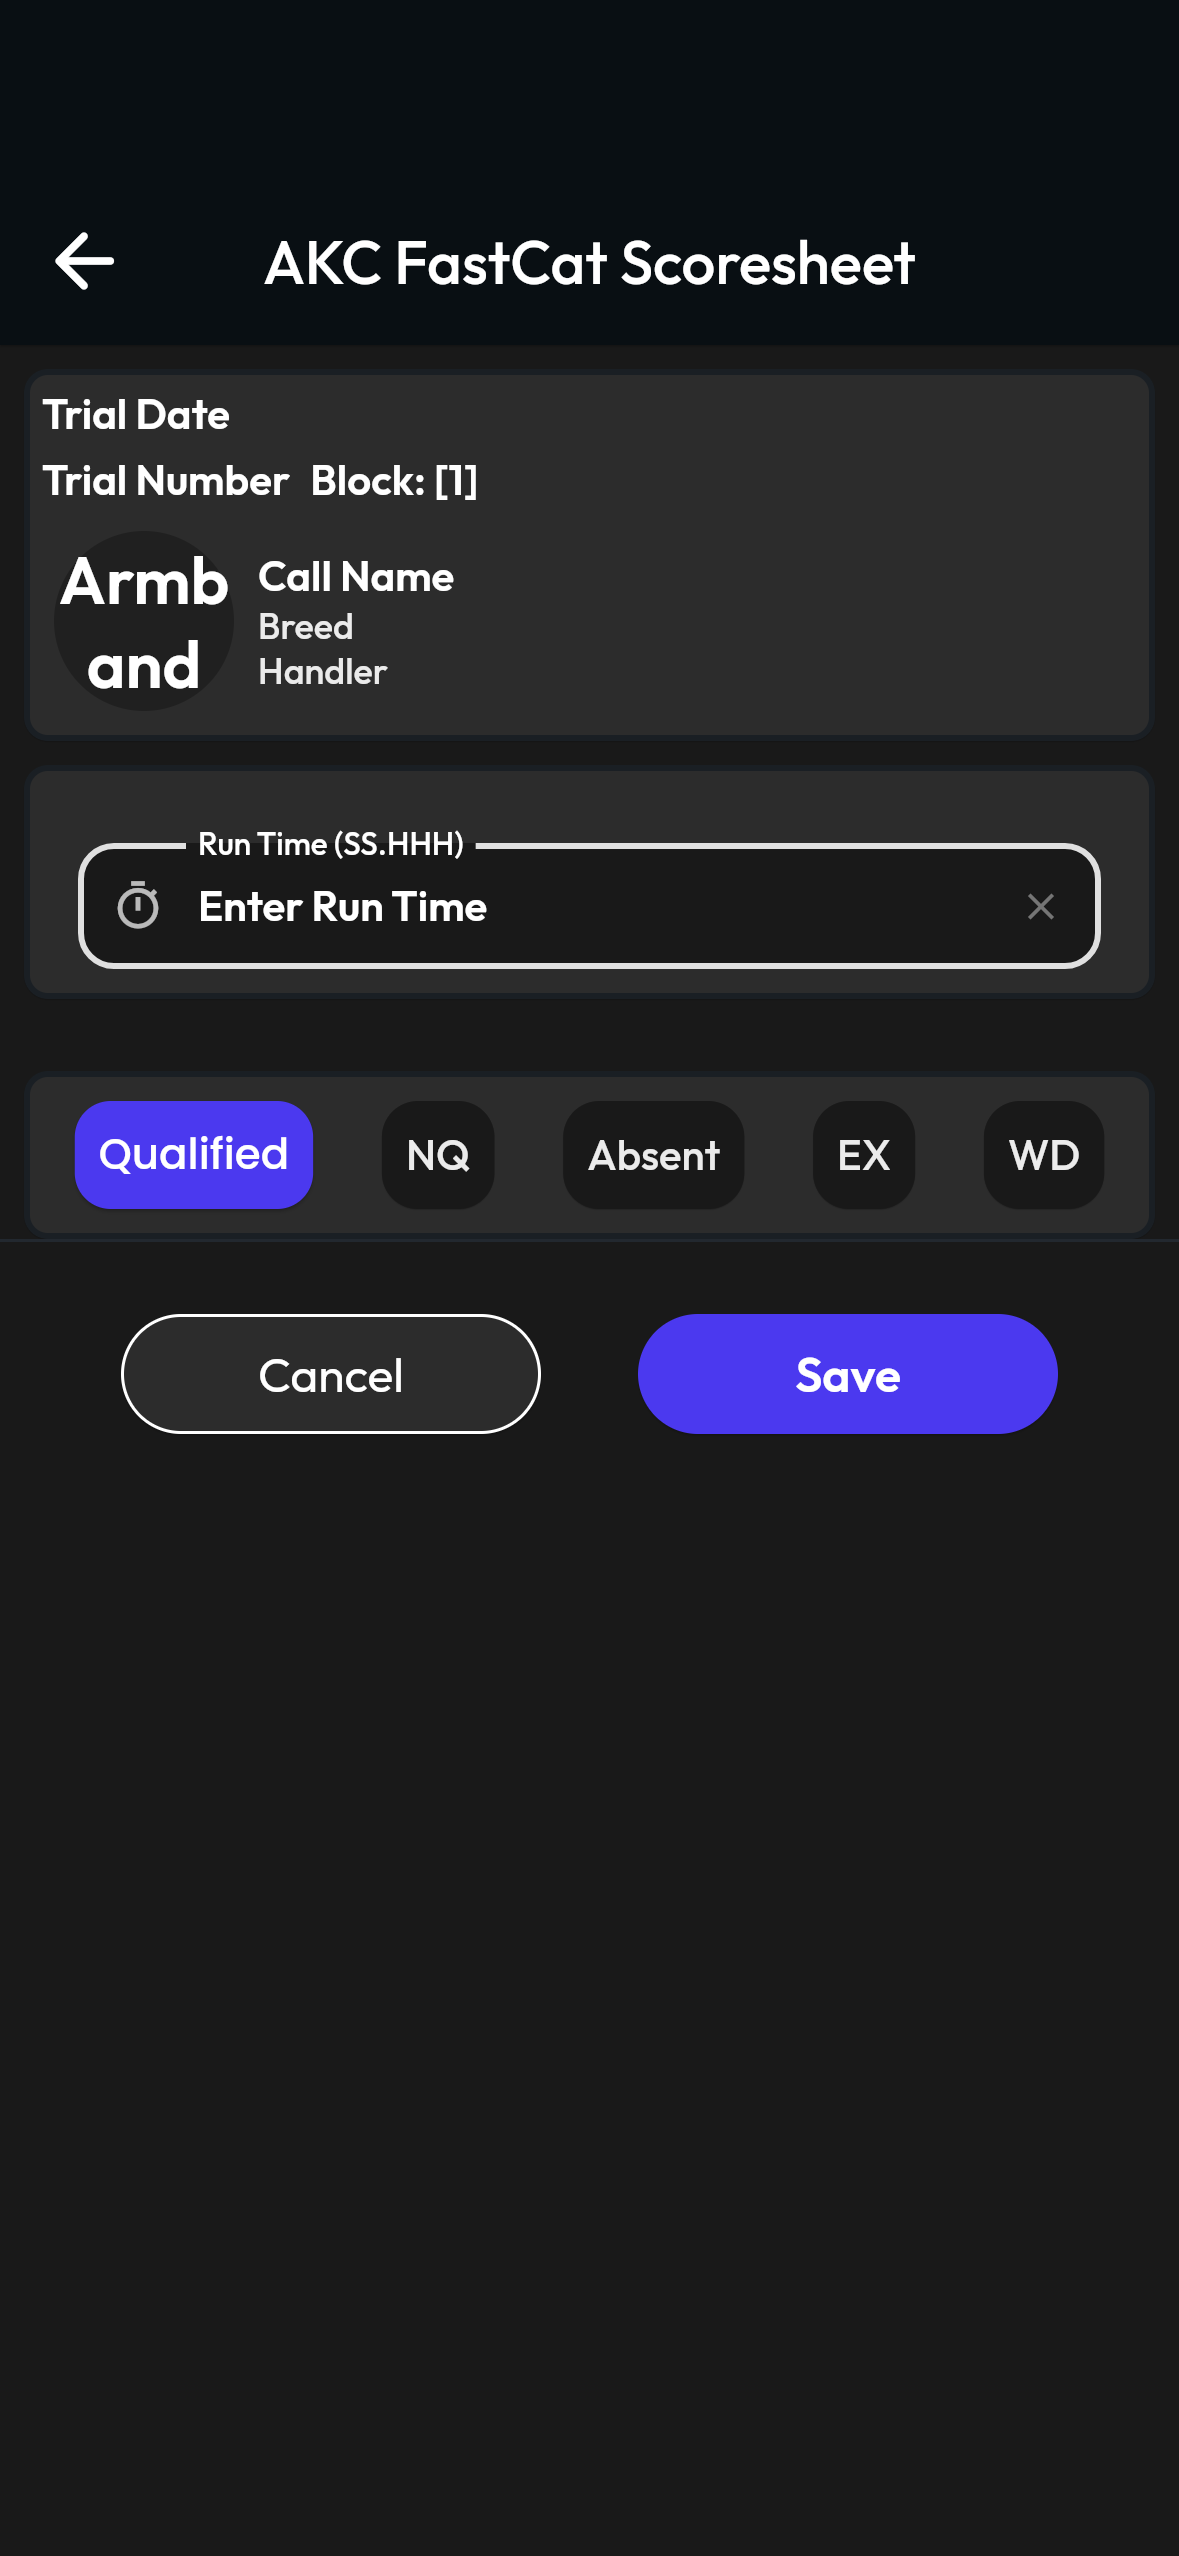 AKC FastCat Scoresheet
Trial Date
Trial Number Block: [1]
Armb
and
Call Name
Breed
Handler
Run Time (SS.HHH)
Enter Run Time
Qualified NQ Absent EX WD
Cancel Save